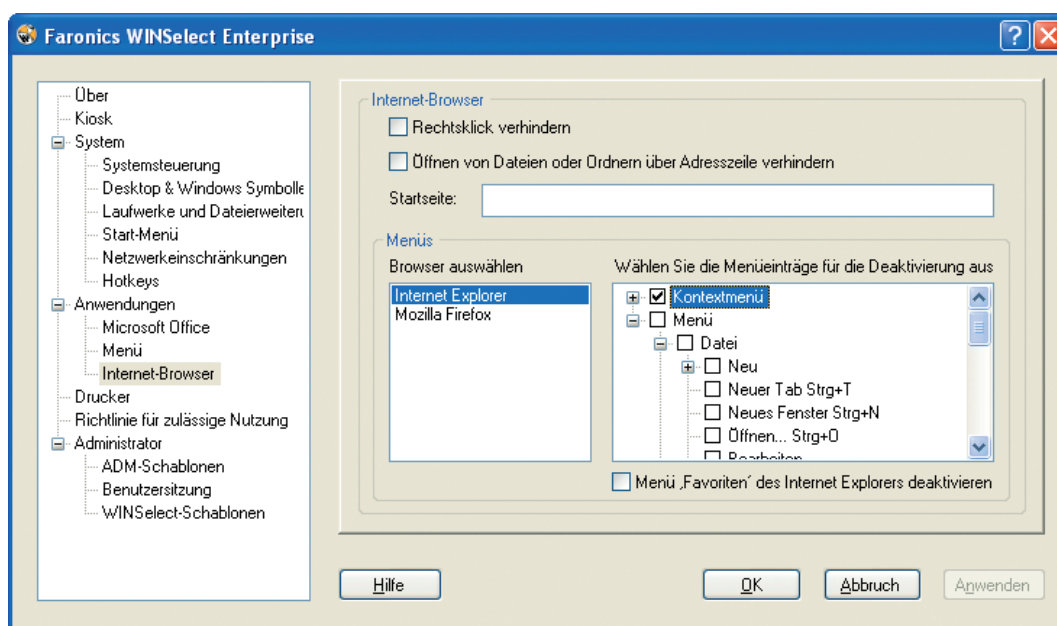 Faronics WINSelect Enterprise
Über
Kiosk
System
Systemsteuerung
Desktop & Windows Symbolle
Laufwerke und Dateierweiteru
Start-Menü
Netzwerkeinschränkungen
Hotkeys
Anwendungen
Microsoft Office
Menü
Internet-Browser
Drucker
Richtlinie für zulässige Nutzung
Administrator
ADM-Schablonen
Benutzersitzung
WINSelect-Schablonen
Internet-Browser
Rechtsklick verhindern
Öffnen von Dateien oder Ordnern über Adresszeile verhindern
Startseite:
Menüs
Browser auswählen
Internet Explorer
Mozilla Firefox
Wählen Sie die Menüeinträge für die Deaktivierung aus
Kontextmenü
Menü
Datei
Neu
Neuer Tab Strg+T
Neues Fenster Strg+N
Öffnen... Strg+O
Bearbeiten
Menü ‚Favoriten´ des Internet Explorers deaktivieren
Hilfe
OK
Abbruch
Anwenden